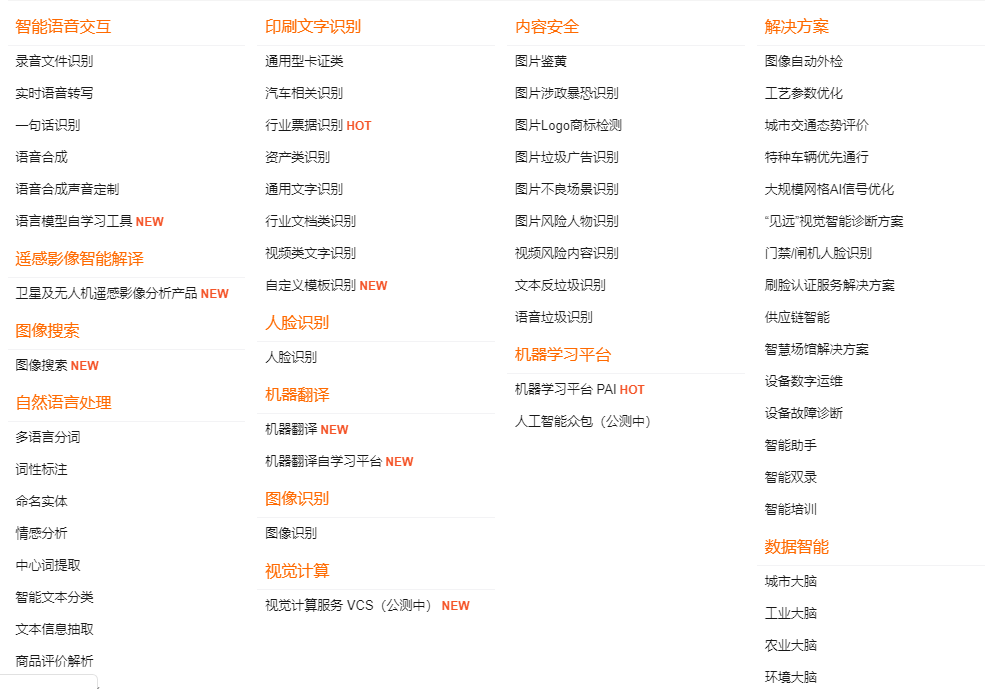 智能语音交互
录音文件识别
实时语音转写
一句话识别
语音合成
语音合成声音定制
语言模型自学习工具 NEW
遥感影像智能解译
卫星及无人机遥感影像分析产品 NEW
图像搜索
图像搜索 NEW
自然语言处理
多语言分词
词性标注
命名实体
情感分析
中心词提取
智能文本分类
文本信息抽取
商品评价解析
印刷文字识别
通用型卡证类
汽车相关识别
行业票据识别 HOT
资产类识别
通用文字识别
行业文档类识别
视频类文字识别
自定义模板识别 NEW
人脸识别
人脸识别
机器翻译
机器翻译 NEW
机器翻译自学习平台 NEW
图像识别
图像识别
视觉计算
视觉计算服务 VCS（公测中） NEW
内容安全
图片鉴黄
图片涉政暴恐识别
图片Logo商标检测
图片垃圾广告识别
图片不良场景识别
图片风险人物识别
视频风险内容识别
文本反垃圾识别
语音垃圾识别
机器学习平台
机器学习平台 PAI HOT
人工智能众包（公测中）
解决方案
图像自动外检
工艺参数优化
城市交通态势评价
特种车辆优先通行
大规模网格AI信号优化
“见远”视觉智能诊断方案
门禁/闸机人脸识别
刷脸认证服务解决方案
供应链智能
智慧场馆解决方案
设备数字运维
设备故障诊断
智能助手
智能双录
智能培训
数据智能
城市大脑
工业大脑
农业大脑
环境大脑